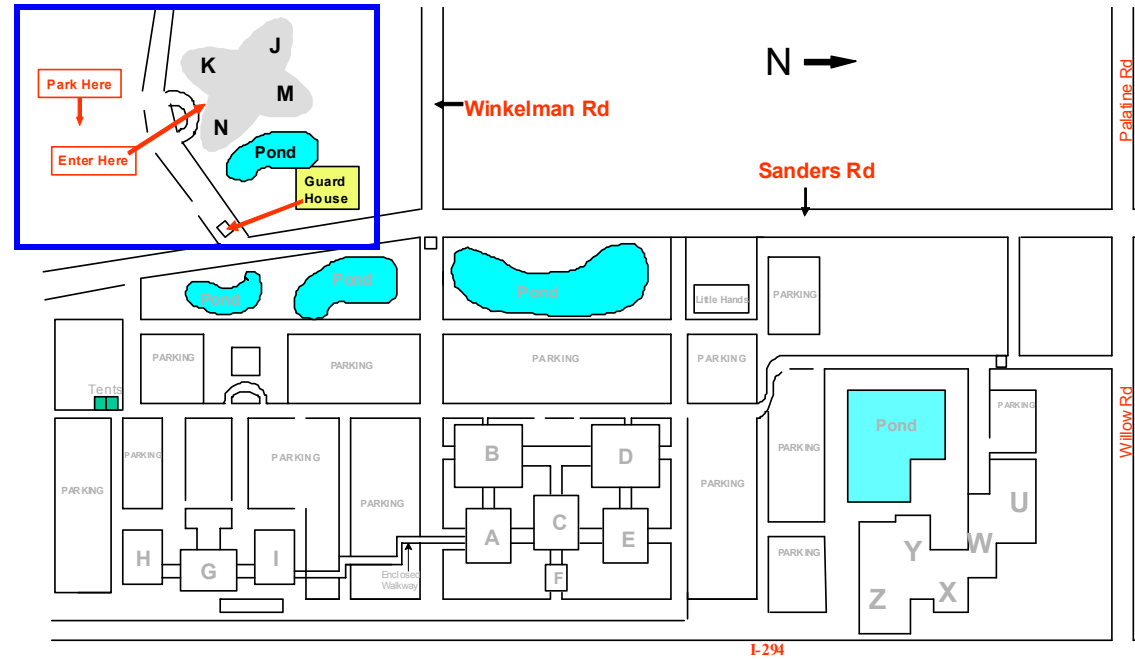 J
K
N
Park Here
M
Palatine Rd
Winkelman Rd
N
Enter Here
Pond
Sanders Rd
Guard
House
Pond
Pond
Pond
Little Hands
PARKING
PARKING
PARKING
PARKING
PARKING
Tents
PARKING
Willow Rd
Pond
B
D
PARKING
PARKING
PARKING
PARKING
PARKING
PARKING
U
C
A
E
Y
W
H
G
I
PARKING
F
Enclosed
Walkway
Z
X
I-294